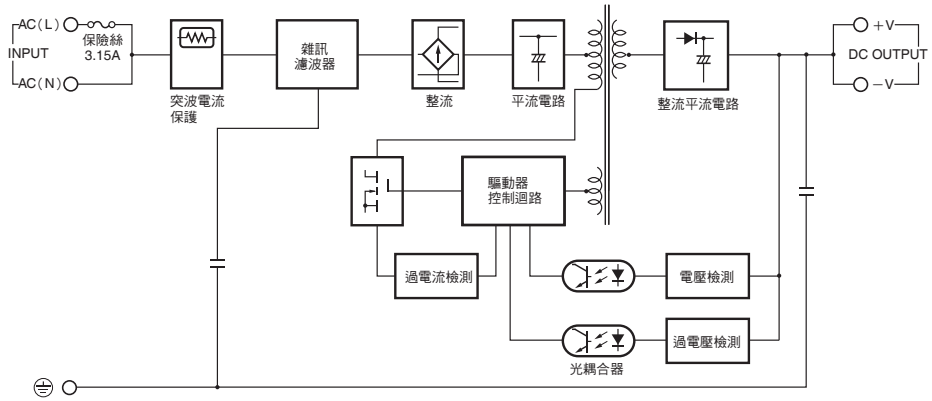 AC(L)
保險絲
3.15A
INPUT
AC(N)
突波電流
保護
雜訊
濾波器
整流
平流電路
整流平流電路
+V
DC OUTPUT
−V
驅動器
控制迴路
過電流檢測
電壓檢測
過電壓檢測
光耦合器